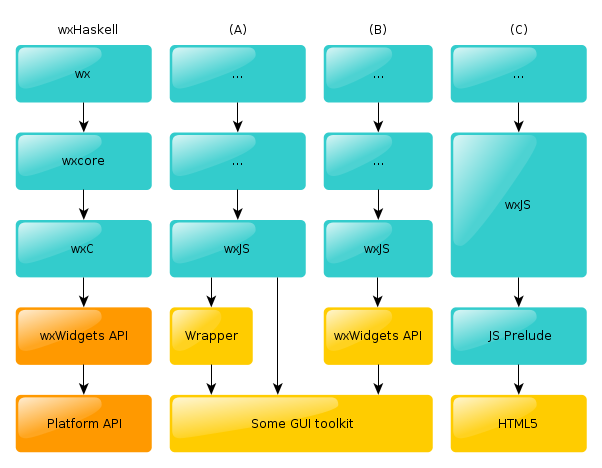 wxHaskell (A) (B) (C)
wx ... ... ...
wxcore ... ...
wxJS
wxC wxJS wxJS
wxWidgets API Wrapper wxWidgets API JS Prelude
Platform API Some GUI toolkit HTML5